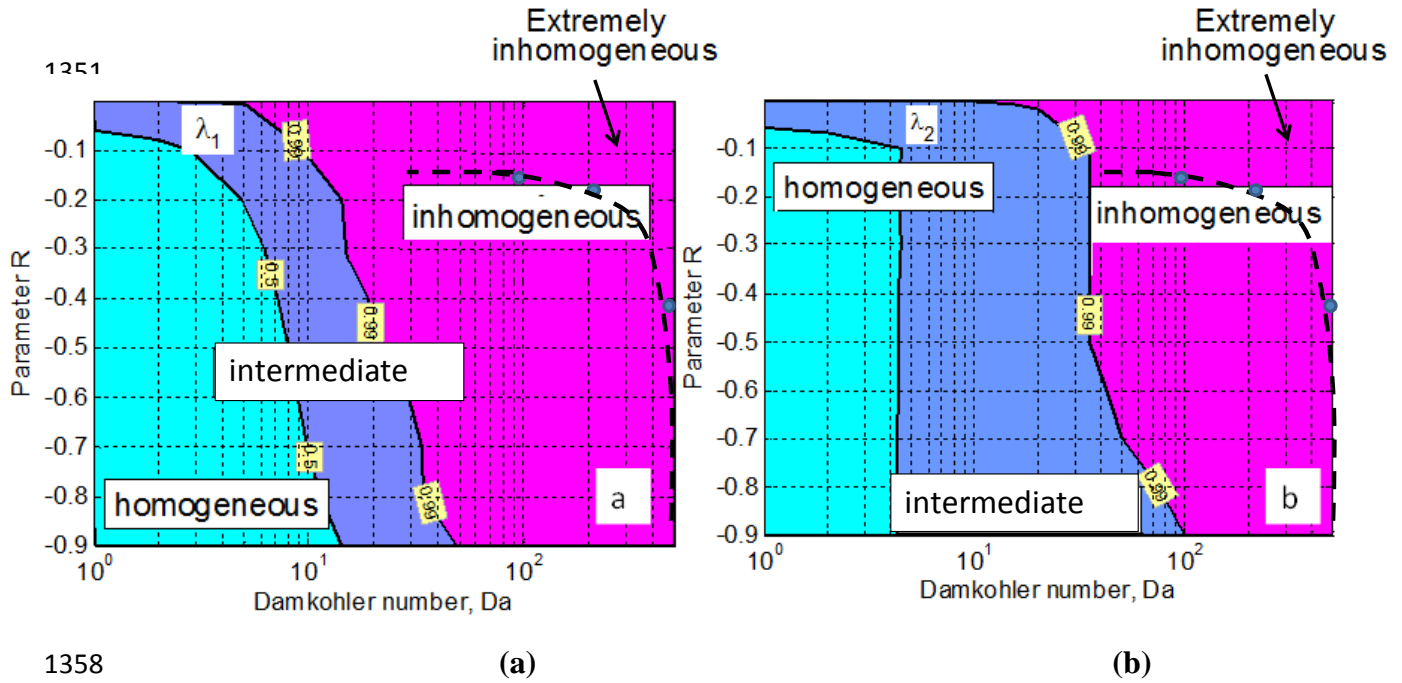 Extremely
inhomogeneous
Extremely
inhomogeneous
1351
λ1
0.99
-0.1
-0.2
-0.3
-0.4
-0.5
-0.6
-0.7
-0.8
-0.9
Parameter R
inhomogeneous
0.5
0.99
intermediate
0.5
0.99
homogeneous
a
10^0
10^1
10^2
Damkohler number, Da
λ2
0.99
-0.1
-0.2
-0.3
-0.4
-0.5
-0.6
-0.7
-0.8
-0.9
Parameter R
homogeneous
inhomogeneous
0.99
0.99
intermediate
b
10^0
10^1
10^2
Damkohler number, Da
1358
(a)
(b)